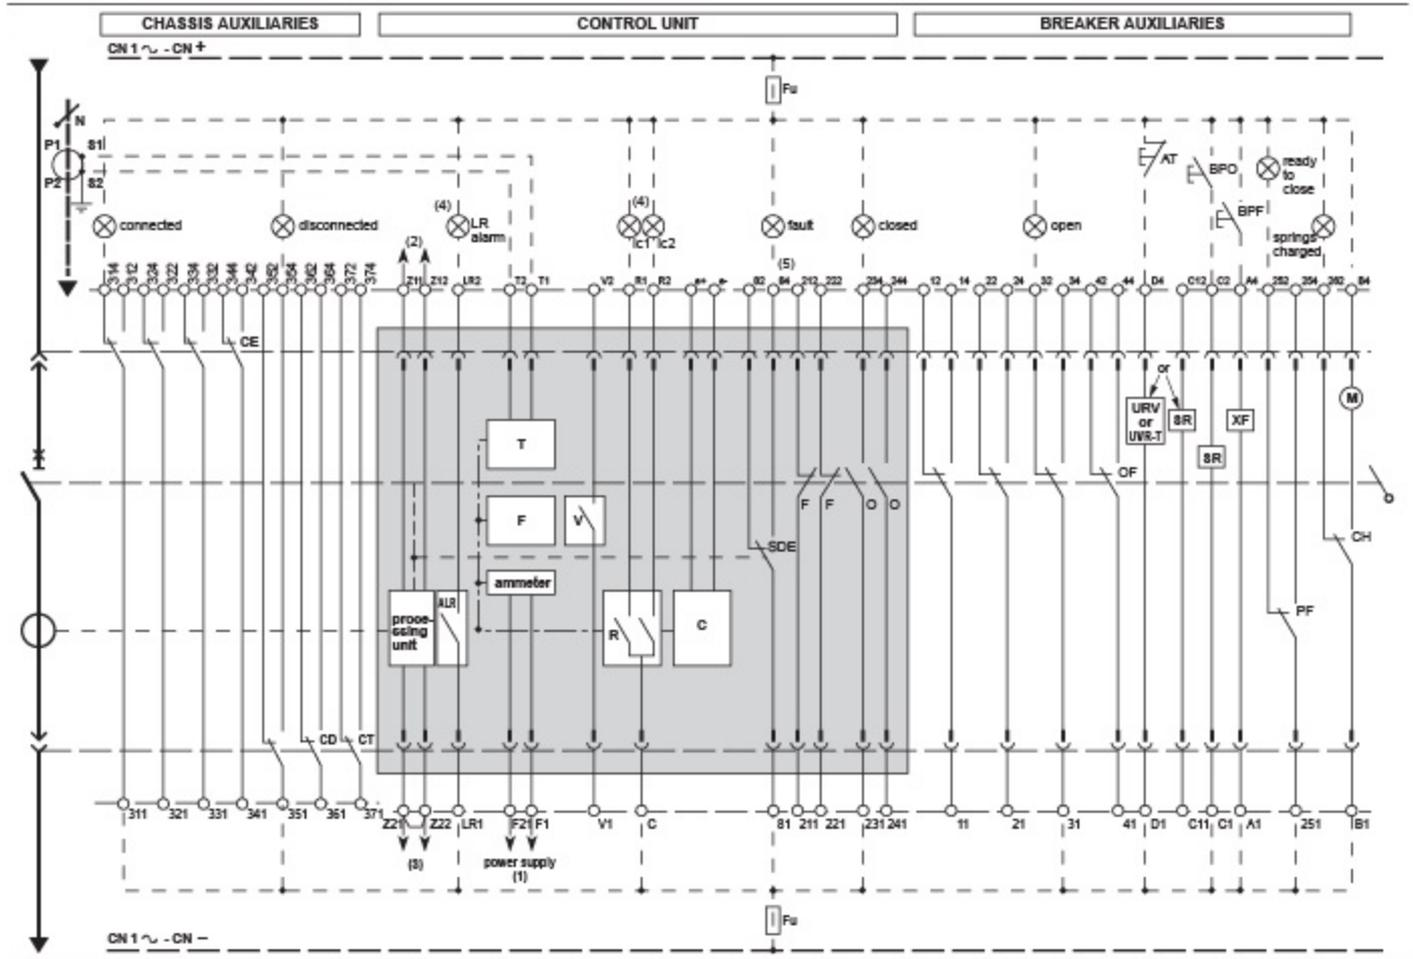 CHASSIS AUXILIARIES
CONTROL UNIT
BREAKER AUXILIARIES
CN 1 ~ - CN +
Fu
N
P1
S1
P2
S2
AT
BPO
BPF
ready
to
close
connected
disconnected
(4)
LR
alarm
(4)
Ic1
Ic2
fault
closed
open
springs
charged
(2)
(5)
314
312
324
322
334
332
344
342
352
354
362
364
372
374
Z11
Z12
LR2
T2
T1
V2
R1
R2
82
84
212
222
234
244
12
14
22
24
32
34
42
44
D4
C12
C2
A4
252
254
262
B4
CE
or
URV
or
UVR-T
SR
SR
XF
M
T
F
V
F
F
O
O
OF
SDE
CH
ammeter
ALR
proce-
ssing
unit
R
C
PF
CD
CT
311
321
331
341
351
361
371
Z21
Z22
LR1
F21
F1
V1
C
81
211
221
231
241
11
21
31
41
D1
C11
C1
A1
251
B1
(3)
power supply
(1)
Fu
CN 1 ~ - CN −